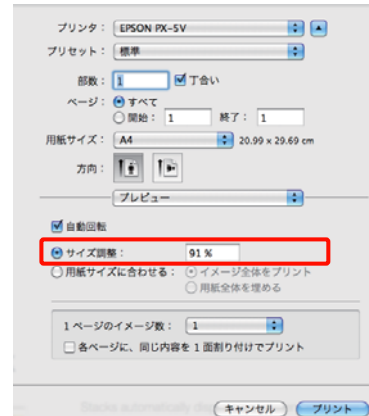 プリンタ： EPSON PX-5V
プリセット： 標準
部数： 1 丁合い
ページ： すべて
開始： 1 終了： 1
用紙サイズ： A4 20.99 x 29.69 cm
方向：
プレビュー
自動回転
サイズ調整： 91 %
用紙サイズに合わせる： イメージ全体をプリント
用紙全体を埋める
1 ページのイメージ数： 1
各ページに、同じ内容を 1 面割り付けでプリント
Stacks automatically
キャンセル プリント